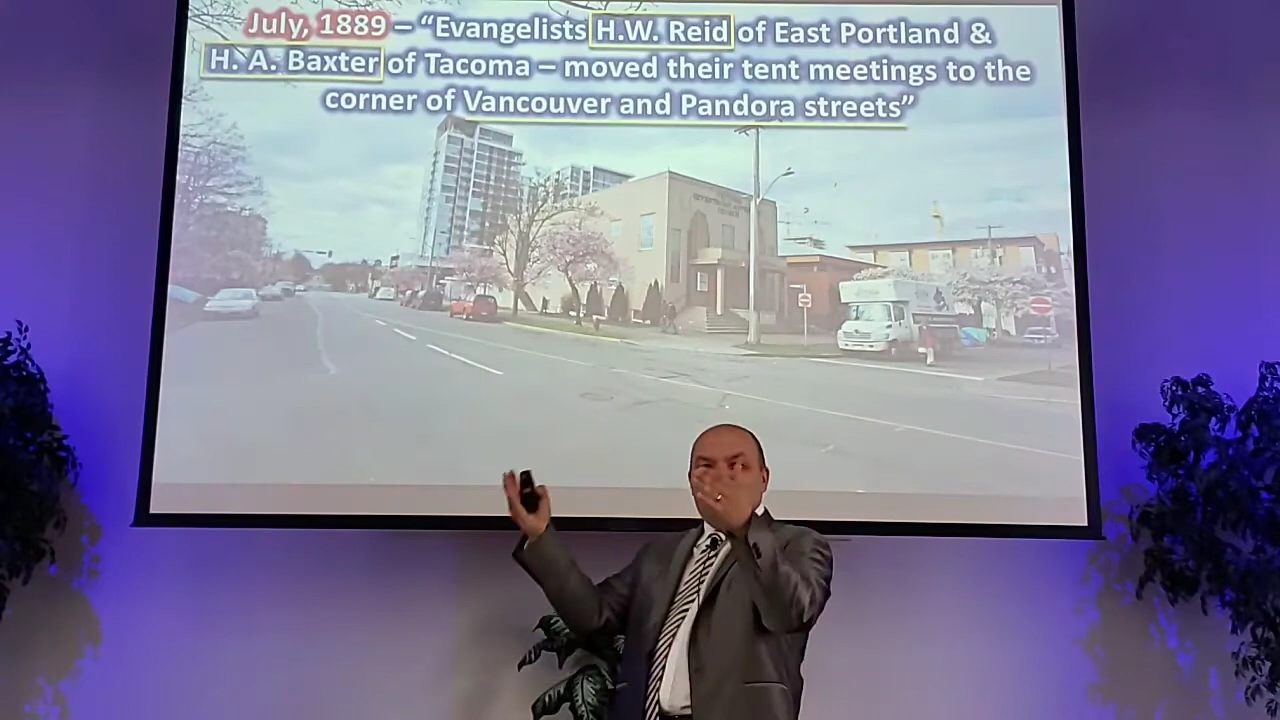 July, 1889 – “Evangelists H.W. Reid of East Portland &
H. A. Baxter of Tacoma – moved their tent meetings to the
corner of Vancouver and Pandora streets”